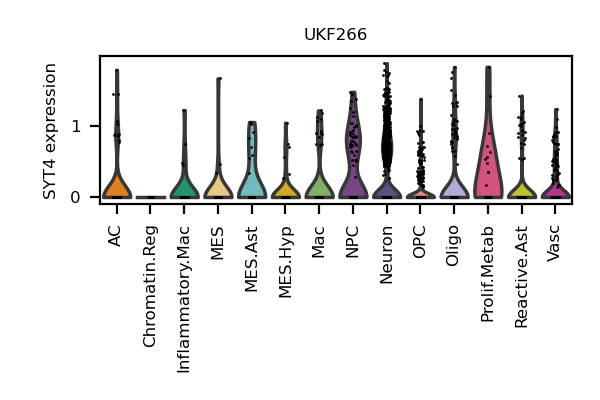 UKF266
SYT4 expression
1
0
AC
Chromatin.Reg
Inflammatory.Mac
MES
MES.Ast
MES.Hyp
Mac
NPC
Neuron
OPC
Oligo
Prolif.Metab
Reactive.Ast
Vasc